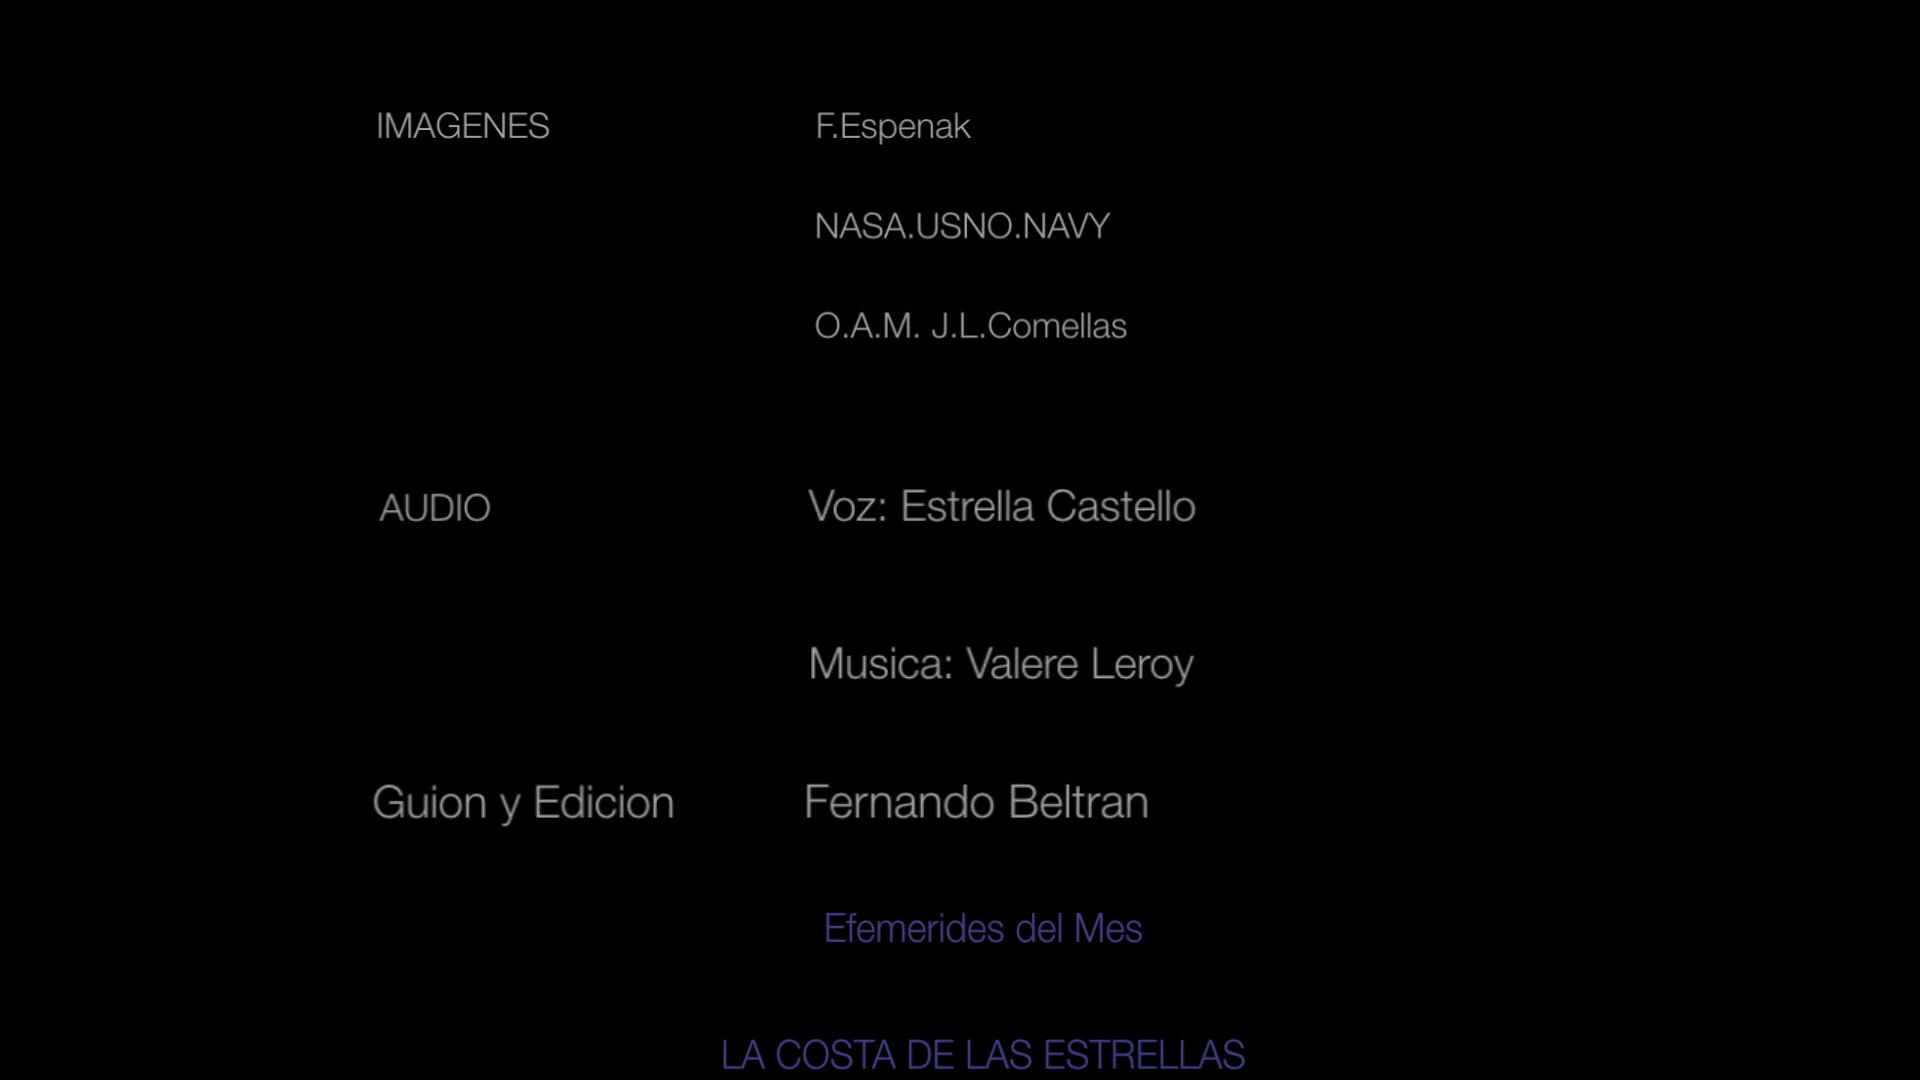 IMAGENES F.Espenak
NASA.USNO.NAVY
O.A.M. J.L.Comellas
AUDIO Voz: Estrella Castello
Musica: Valere Leroy
Guion y Edicion Fernando Beltran
Efemerides del Mes
LA COSTA DE LAS ESTRELLAS